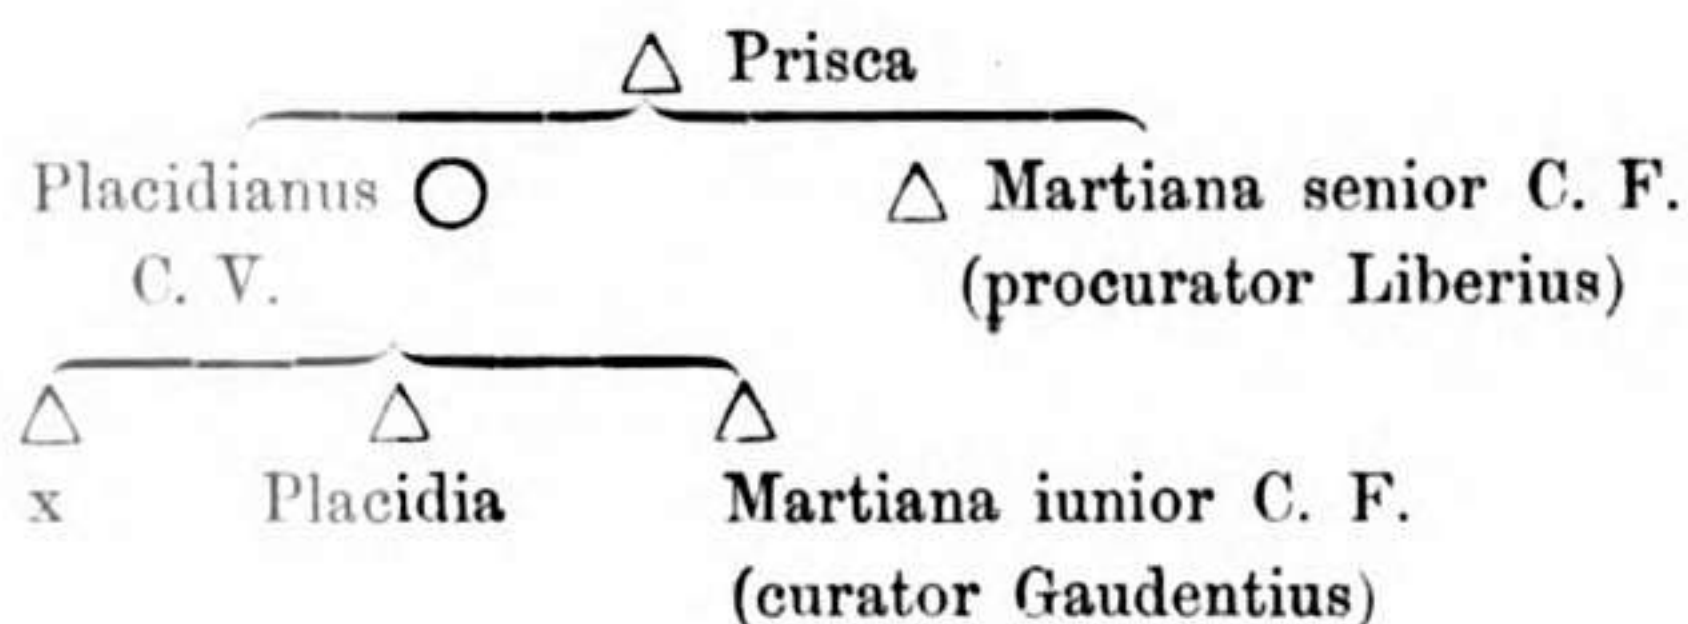 Prisca
Placidianus Martiana senior C. F.
C. V. (procurator Liberius)
x Placidia Martiana iunior C. F.
(curator Gaudentius)